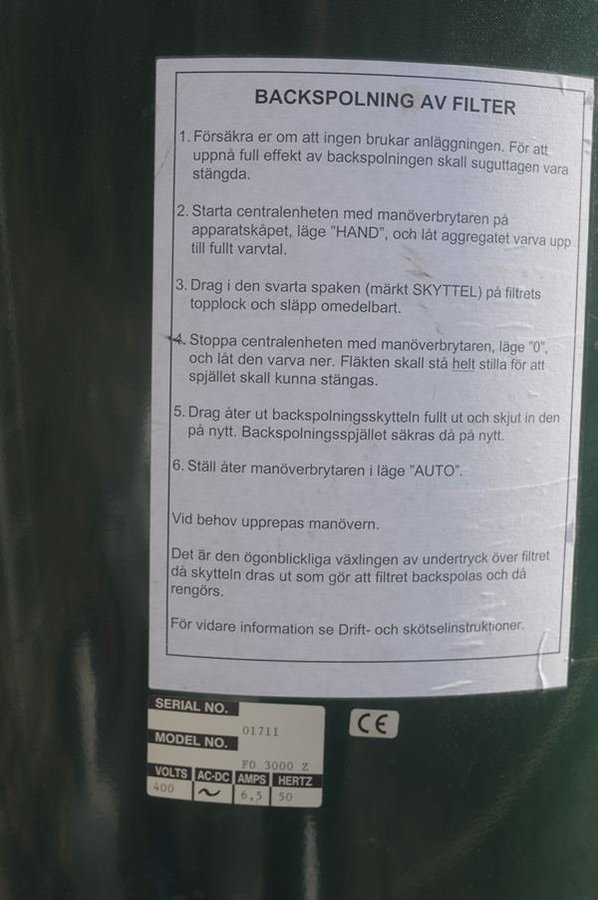 BACKSPOLNING AV FILTER
1. Försäkra er om att ingen brukar anläggningen. För att
uppnå full effekt av backspolningen skall suguttagen vara
stängda.
2. Starta centralenheten med manöverbrytaren på
apparatskåpet, läge "HAND", och låt aggregatet varva upp
till fullt varvtal.
3. Drag i den svarta spaken (märkt SKYTTEL) på filtrets
topplock och släpp omedelbart.
4. Stoppa centralenheten med manöverbrytaren, läge "0",
och låt den varva ner. Fläkten skall stå helt stilla för att
spjället skall kunna stängas.
5. Drag åter ut backspolningsskytteln fullt ut och skjut in den
på nytt. Backspolningsspjället säkras då på nytt.
6. Ställ åter manöverbrytaren i läge "AUTO".
Vid behov upprepas manövern.
Det är den ögonblickliga växlingen av undertryck över filtret
då skytteln dras ut som gör att filtret backspolas och då
rengörs.
För vidare information se Drift- och skötselinstruktioner.
SERIAL NO.
01711
CE
MODEL NO.
FO 3000 Z
VOLTS AC-DC AMPS HERTZ
400 ~ 6,5 50